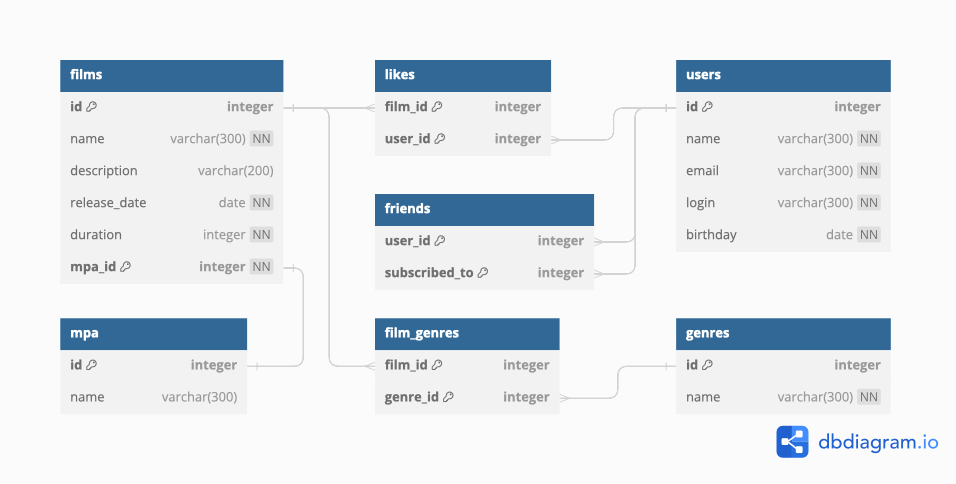 films
id integer
name varchar(300) NN
description varchar(200)
release_date date NN
duration integer NN
mpa_id integer NN
likes
film_id integer
user_id integer
users
id integer
name varchar(300) NN
email varchar(300) NN
login varchar(300) NN
birthday date NN
friends
user_id integer
subscribed_to integer
mpa
id integer
name varchar(300)
film_genres
film_id integer
genre_id integer
genres
id integer
name varchar(300) NN
dbdiagram.io